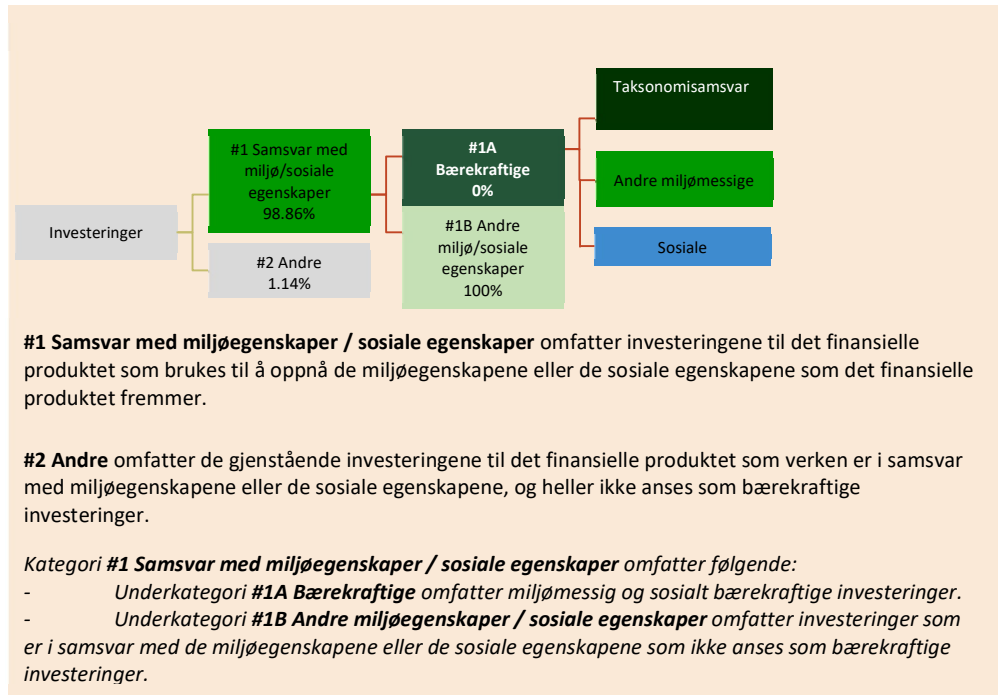 Taksonomisamsvar
#1 Samsvar med
miljø/sosiale
egenskaper
98.86%
#1A
Bærekraftige
0%
Andre miljømessige
Investeringer
#1B Andre
miljø/sosiale
egenskaper
100%
Sosiale
#2 Andre
1.14%
#1 Samsvar med miljøegenskaper / sosiale egenskaper omfatter investeringene til det finansielle
produktet som brukes til å oppnå de miljøegenskapene eller de sosiale egenskapene som det finansielle
produktet fremmer.
#2 Andre omfatter de gjenstående investeringene til det finansielle produktet som verken er i samsvar
med miljøegenskapene eller de sosiale egenskapene, og heller ikke anses som bærekraftige
investeringer.
Kategori #1 Samsvar med miljøegenskaper / sosiale egenskaper omfatter følgende:
- Underkategori #1A Bærekraftige omfatter miljømessig og sosialt bærekraftige investeringer.
- Underkategori #1B Andre miljøegenskaper / sosiale egenskaper omfatter investeringer som
er i samsvar med de miljøegenskapene eller de sosiale egenskapene som ikke anses som bærekraftige
investeringer.